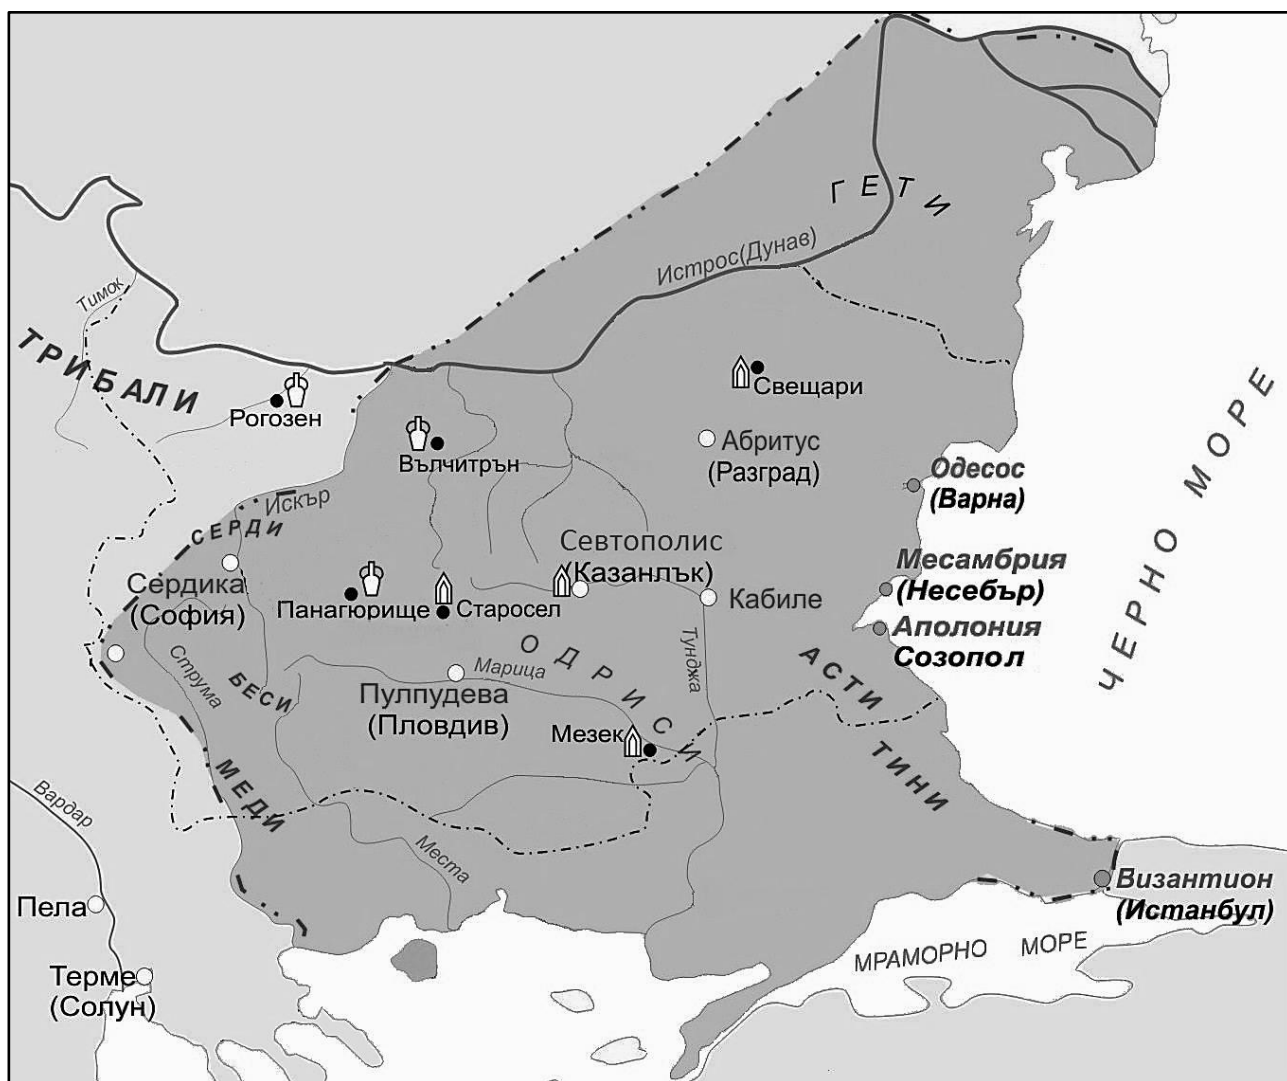 ГЕТИ
Истрос(Дунав)
Тимок
ТРИБАЛИ
Рогозен
Свещари
Вълчитрън
Абритус
(Разград)
Одесос
(Варна)
ЧЕРНО МОРЕ
Искър
СЕРДИ
Севтополис
(Казанлък)
Месамбрия
(Несебър)
Сердика
(София)
Панагюрище
Старосел
Кабиле
Аполония
Созопол
ОДРИСИ
Марица
Тунджа
АСТИ
Струма
БЕСИ
Пулпудева
(Пловдив)
Мезек
ТИНИ
МЕДИ
Вардар
Места
Пела
Византион
(Истанбул)
МРАМОРНО МОРЕ
Терме
(Солун)